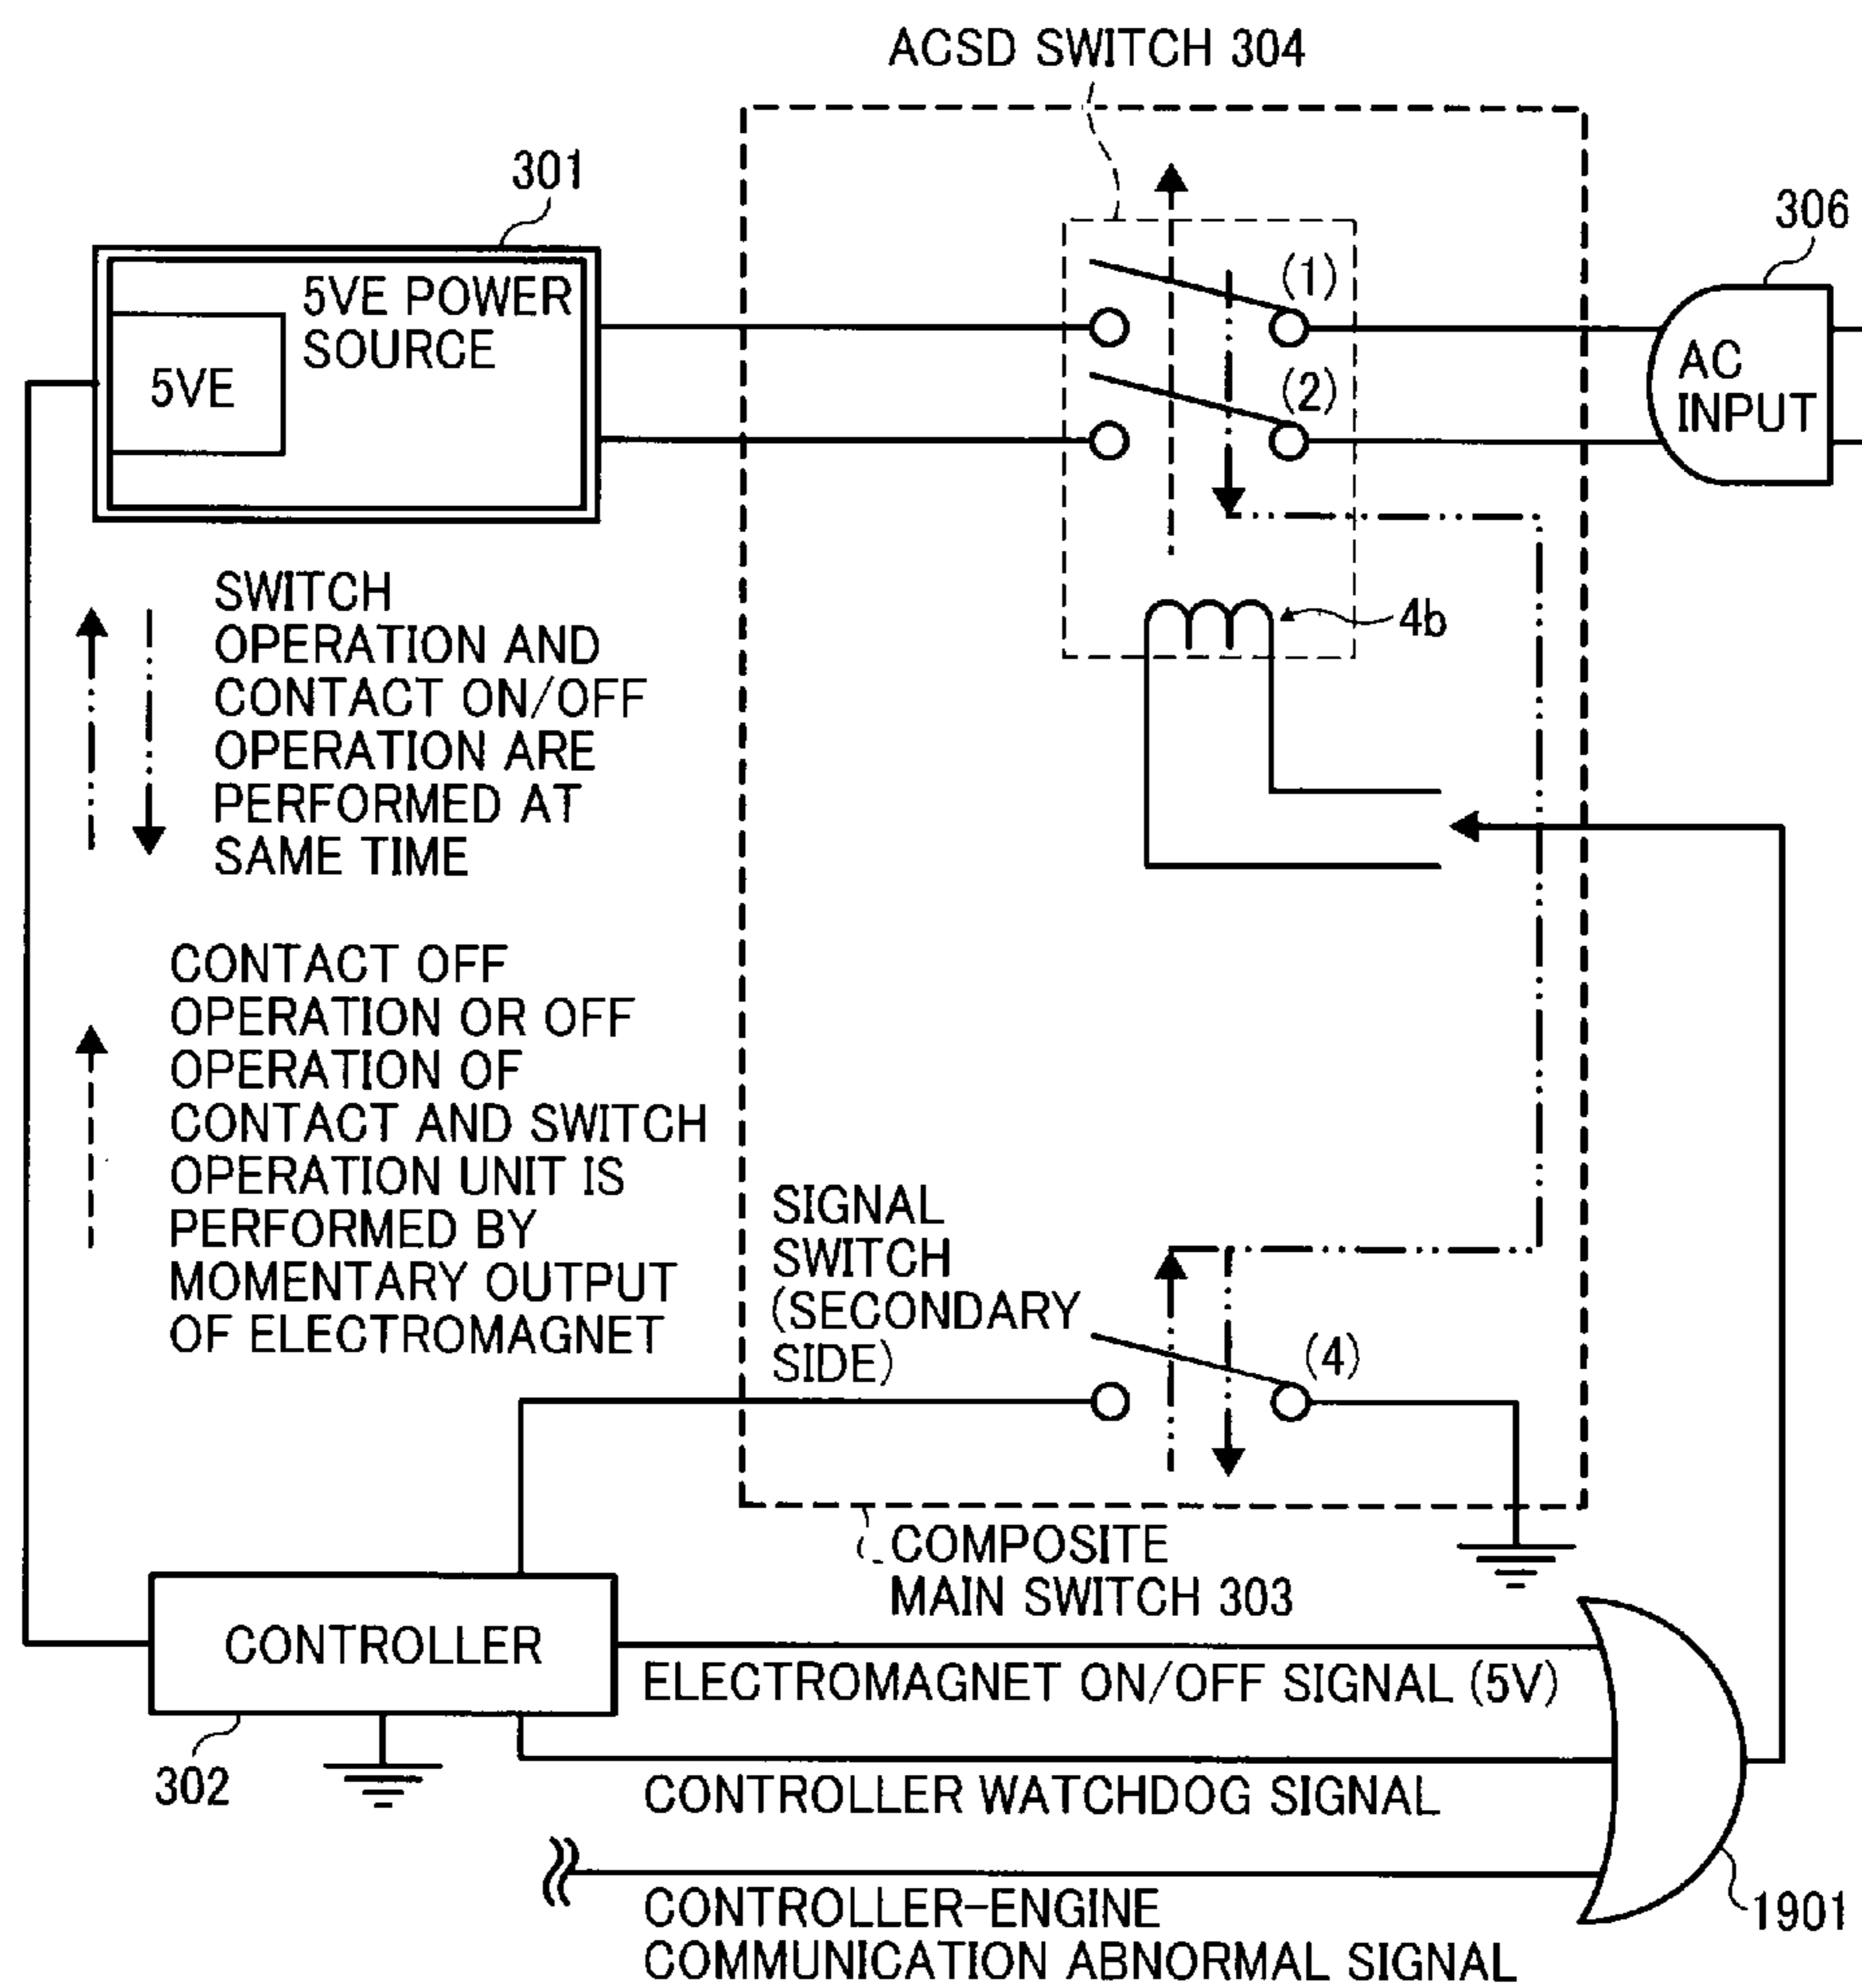 ACSD SWITCH 304
301
306
5VE POWER
SOURCE
5VE
(1)
(2)
AC
INPUT
4b
SWITCH
OPERATION AND
CONTACT ON/OFF
OPERATION ARE
PERFORMED AT
SAME TIME
CONTACT OFF
OPERATION OR OFF
OPERATION OF
CONTACT AND SWITCH
OPERATION UNIT IS
PERFORMED BY
MOMENTARY OUTPUT
OF ELECTROMAGNET
SIGNAL
SWITCH
(SECONDARY
SIDE)
(4)
COMPOSITE
MAIN SWITCH 303
CONTROLLER
302
ELECTROMAGNET ON/OFF SIGNAL (5V)
CONTROLLER WATCHDOG SIGNAL
CONTROLLER-ENGINE
COMMUNICATION ABNORMAL SIGNAL
1901